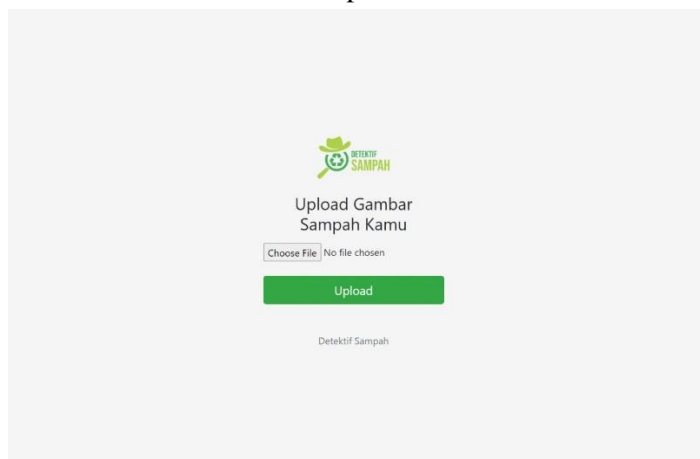 DETEKTIF
SAMPAH
Upload Gambar
Sampah Kamu
Choose File No file chosen
Upload
Detektif Sampah